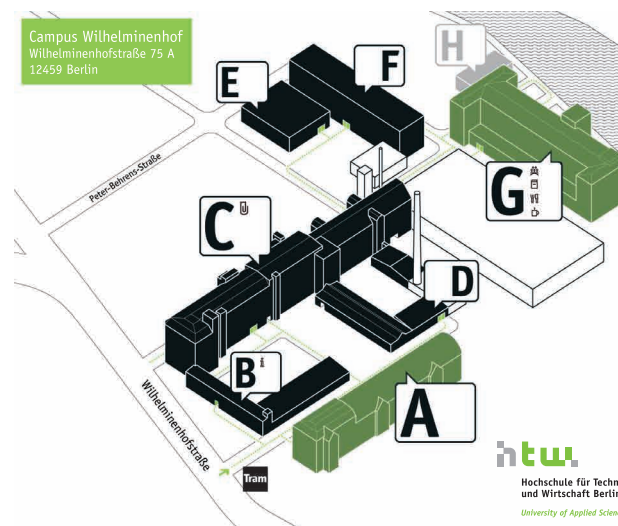 Campus Wilhelminenhof
Wilhelminenhofstraße 75 A
12459 Berlin
H
F
E
Peter-Behrens-Straße
G
C
D
B
i
A
Wilhelminenhofstraße
Tram
htw.
Hochschule für Techn
und Wirtschaft Berlin
University of Applied Scienc